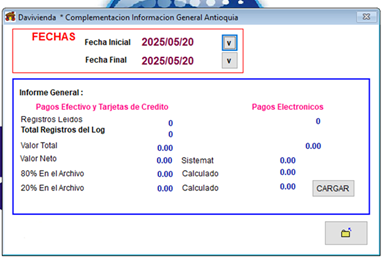 Davivienda * Complementacion Informacion General Antioquia
FECHAS
Fecha Inicial 2025/05/20 v
Fecha Final 2025/05/20 v
Informe General :
Pagos Efectivo y Tarjetas de Credito Pagos Electronicos
Registros Leidos 0 0
Total Registros del Log 0
Valor Total 0.00 0.00
Valor Neto 0.00 Sistemat 0.00
80% En el Archivo 0.00 Calculado 0.00
20% En el Archivo 0.00 Calculado 0.00 CARGAR